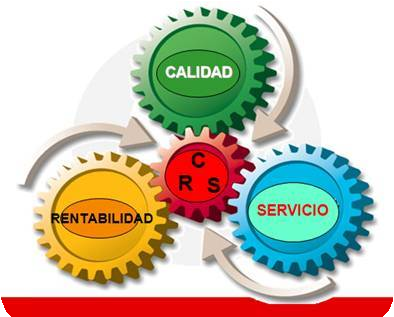 CALIDAD
C
R S
RENTABILIDAD
SERVICIO